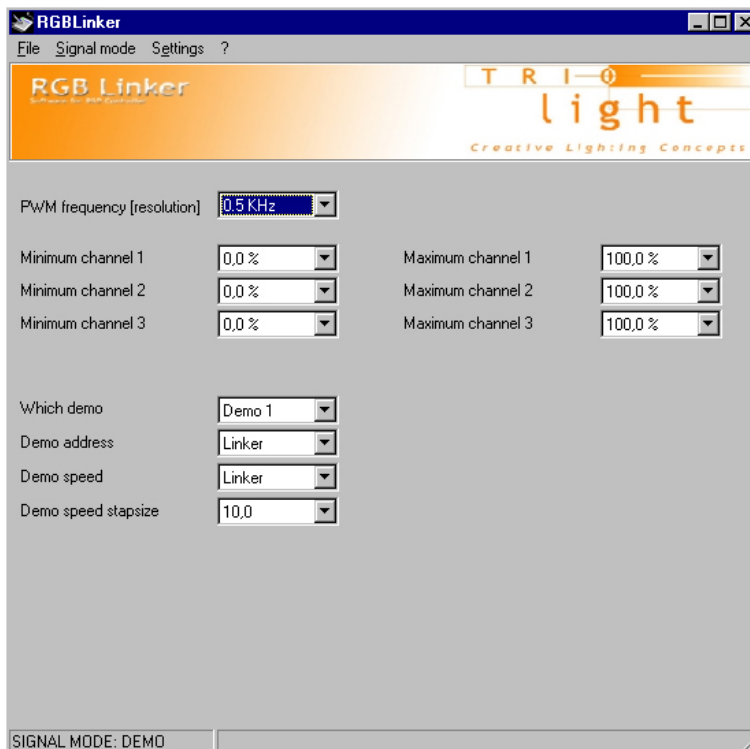 RGBLinker
File Signal mode Settings ?
RGB Linker
TRIO
light
Creative Lighting Concepts
PWM frequency [resolution] 0.5 KHz
Minimum channel 1 0,0 % Maximum channel 1 100,0 %
Minimum channel 2 0,0 % Maximum channel 2 100,0 %
Minimum channel 3 0,0 % Maximum channel 3 100,0 %
Which demo Demo 1
Demo address Linker
Demo speed Linker
Demo speed stapsize 10,0
SIGNAL MODE: DEMO